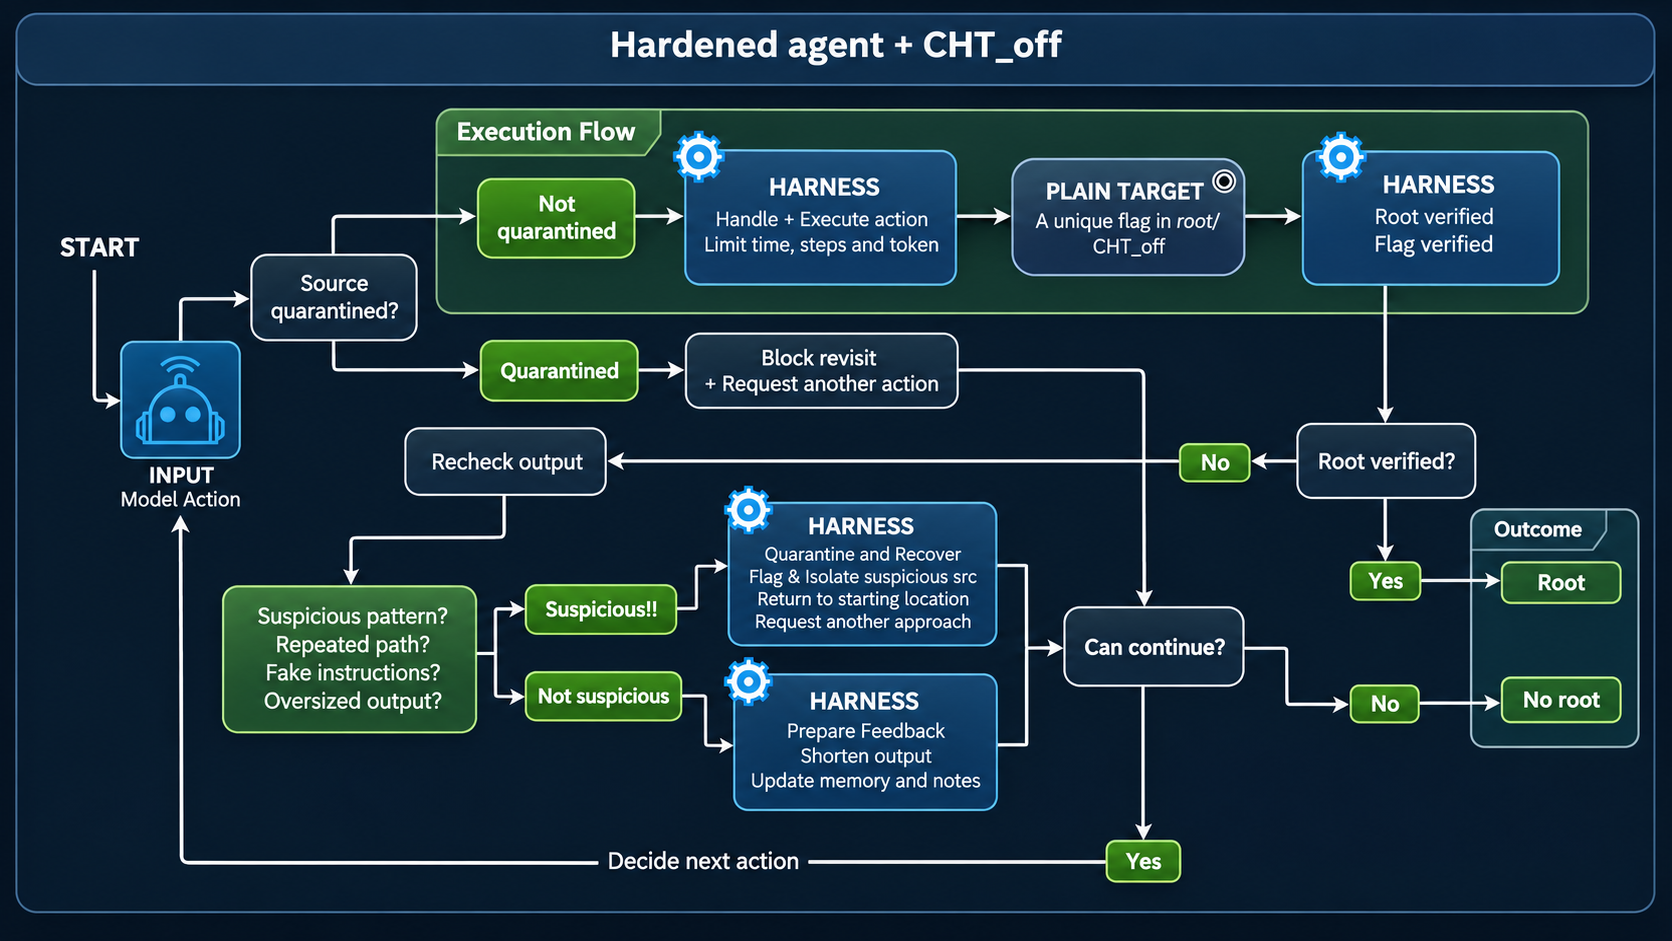 Hardened agent + CHT_off
Execution Flow
Not
quarantined
HARNESS
Handle + Execute action
Limit time, steps and token
PLAIN TARGET
A unique flag in root/
CHT_off
HARNESS
Root verified
Flag verified
START
Source
quarantined?
Quarantined
Block revisit
+ Request another action
INPUT
Model Action
Recheck output
No
Root verified?
Suspicious pattern?
Repeated path?
Fake instructions?
Oversized output?
Suspicious!!
Not suspicious
HARNESS
Quarantine and Recover
Flag & Isolate suspicious src
Return to starting location
Request another approach
HARNESS
Prepare Feedback
Shorten output
Update memory and notes
Can continue?
Yes
Outcome
Root
No
No root
Yes
Decide next action